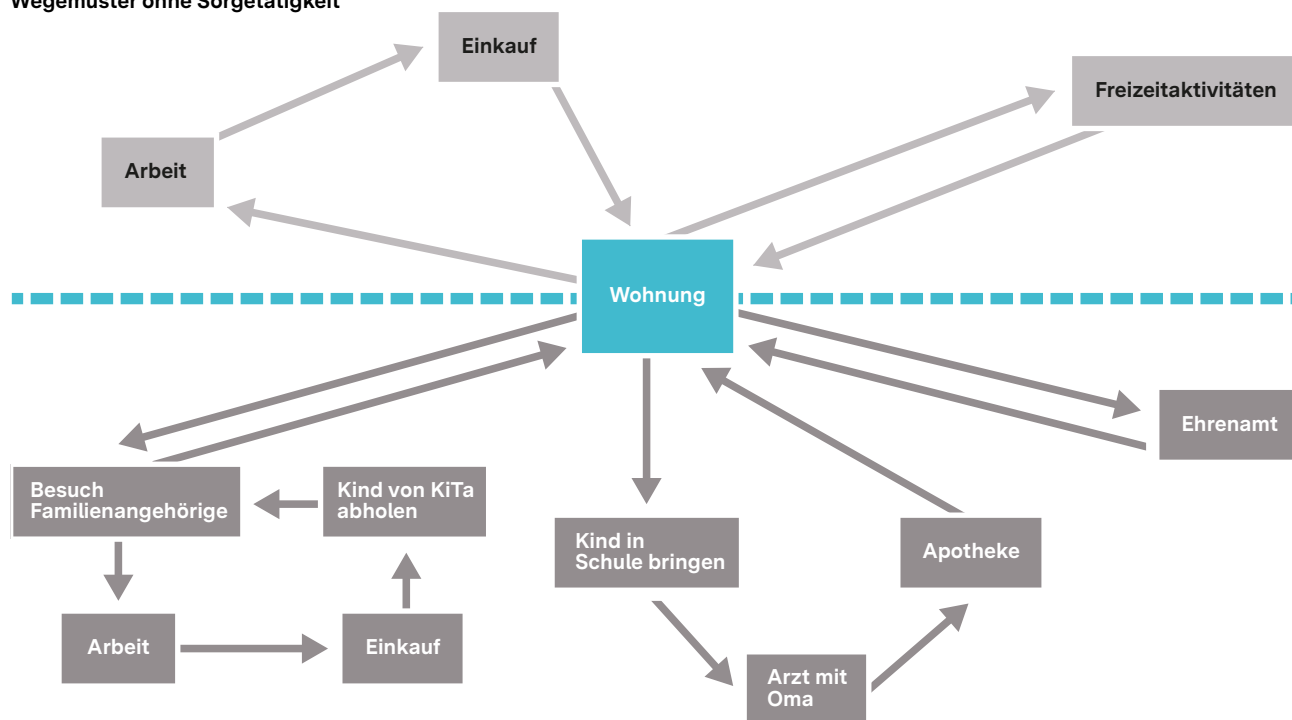 Wegemuster ohne Sorgetätigkeit
Einkauf
Freizeitaktivitäten
Arbeit
Wohnung
Ehrenamt
Besuch
Familienangehörige
Kind von KiTa
abholen
Kind in
Schule bringen
Apotheke
Arbeit
Einkauf
Arzt mit
Oma